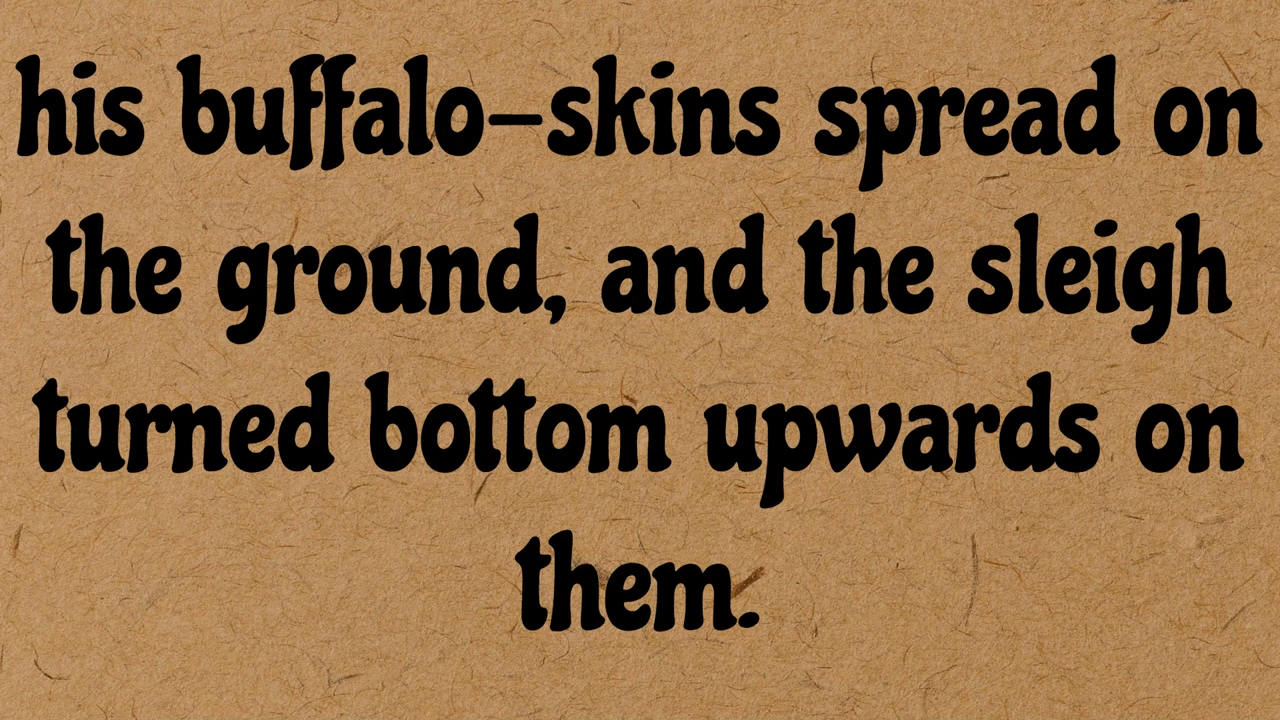 his buffalo-skins spread on
the ground, and the sleigh
turned bottom upwards on
them.